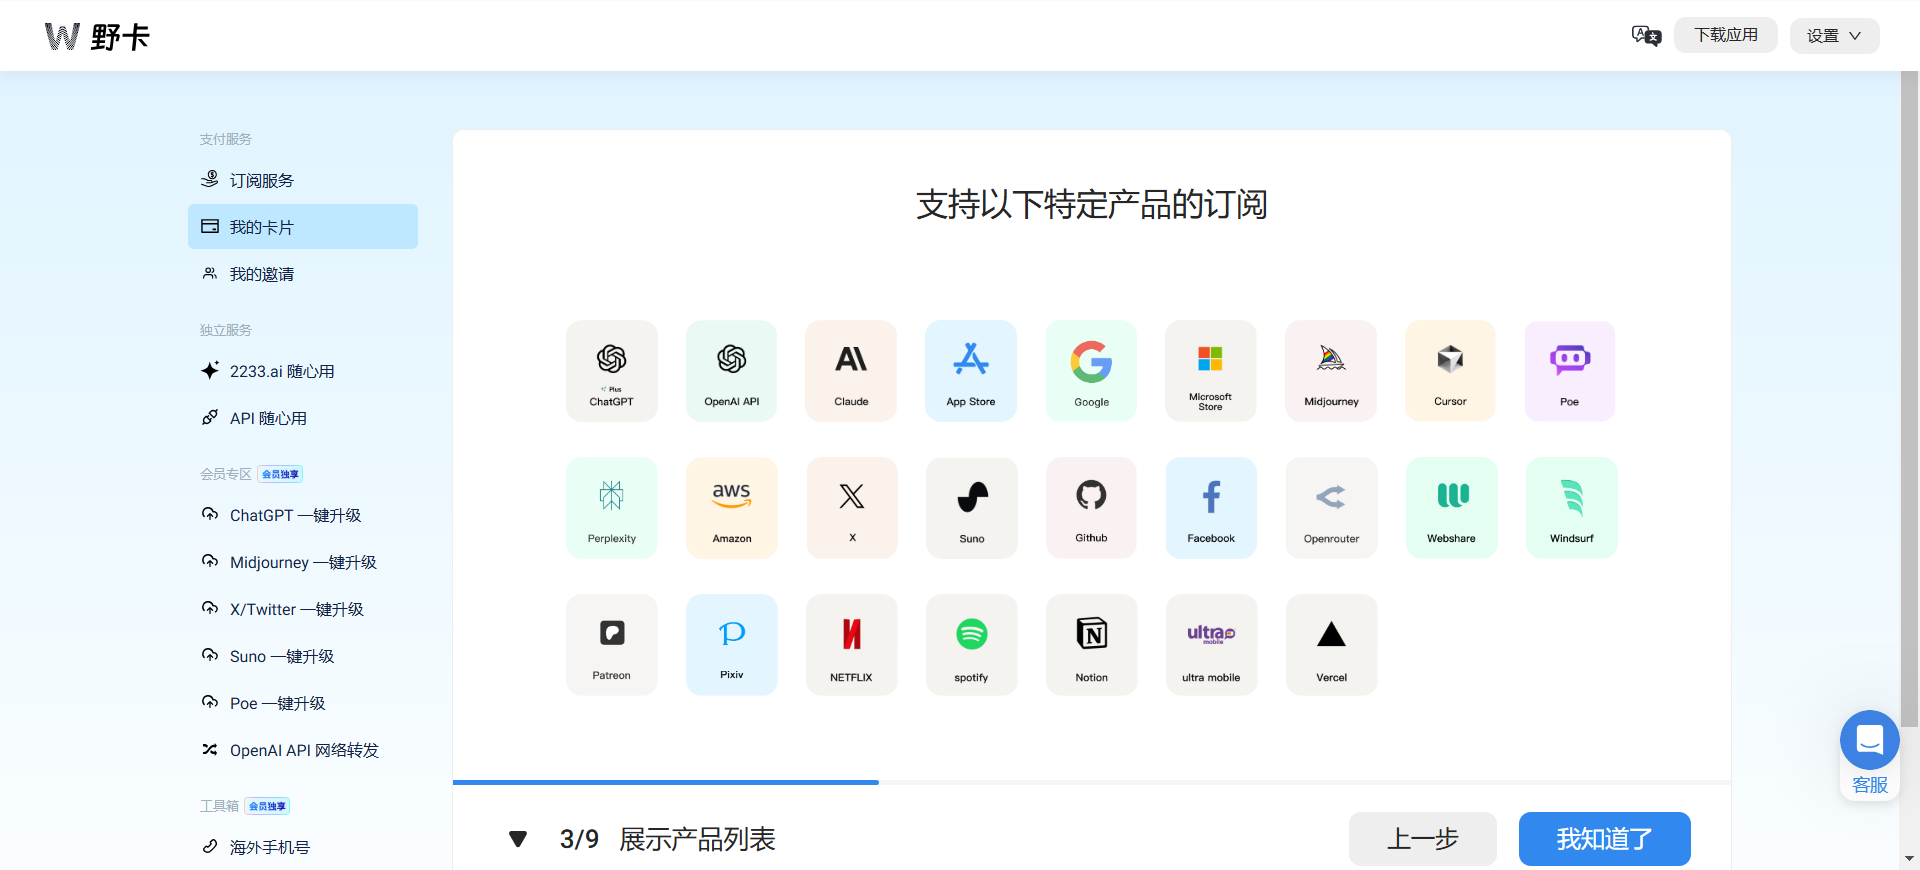 W 野卡
下载应用
设置
支付服务
订阅服务
我的卡片
我的邀请
独立服务
2233.ai 随心用
API 随心用
会员专区 会员独享
ChatGPT 一键升级
Midjourney 一键升级
X/Twitter 一键升级
Suno 一键升级
Poe 一键升级
OpenAI API 网络转发
工具箱 会员独享
海外手机号
支持以下特定产品的订阅
Plus
ChatGPT
OpenAI API
Claude
App Store
Google
Microsoft
Store
Midjourney
Cursor
Poe
Perplexity
aws
Amazon
X
Suno
Github
Facebook
Openrouter
Webshare
Windsurf
Patreon
Pixiv
NETFLIX
spotify
Notion
ultra
mobile
ultra mobile
Vercel
3/9 展示产品列表
上一步
我知道了
客服